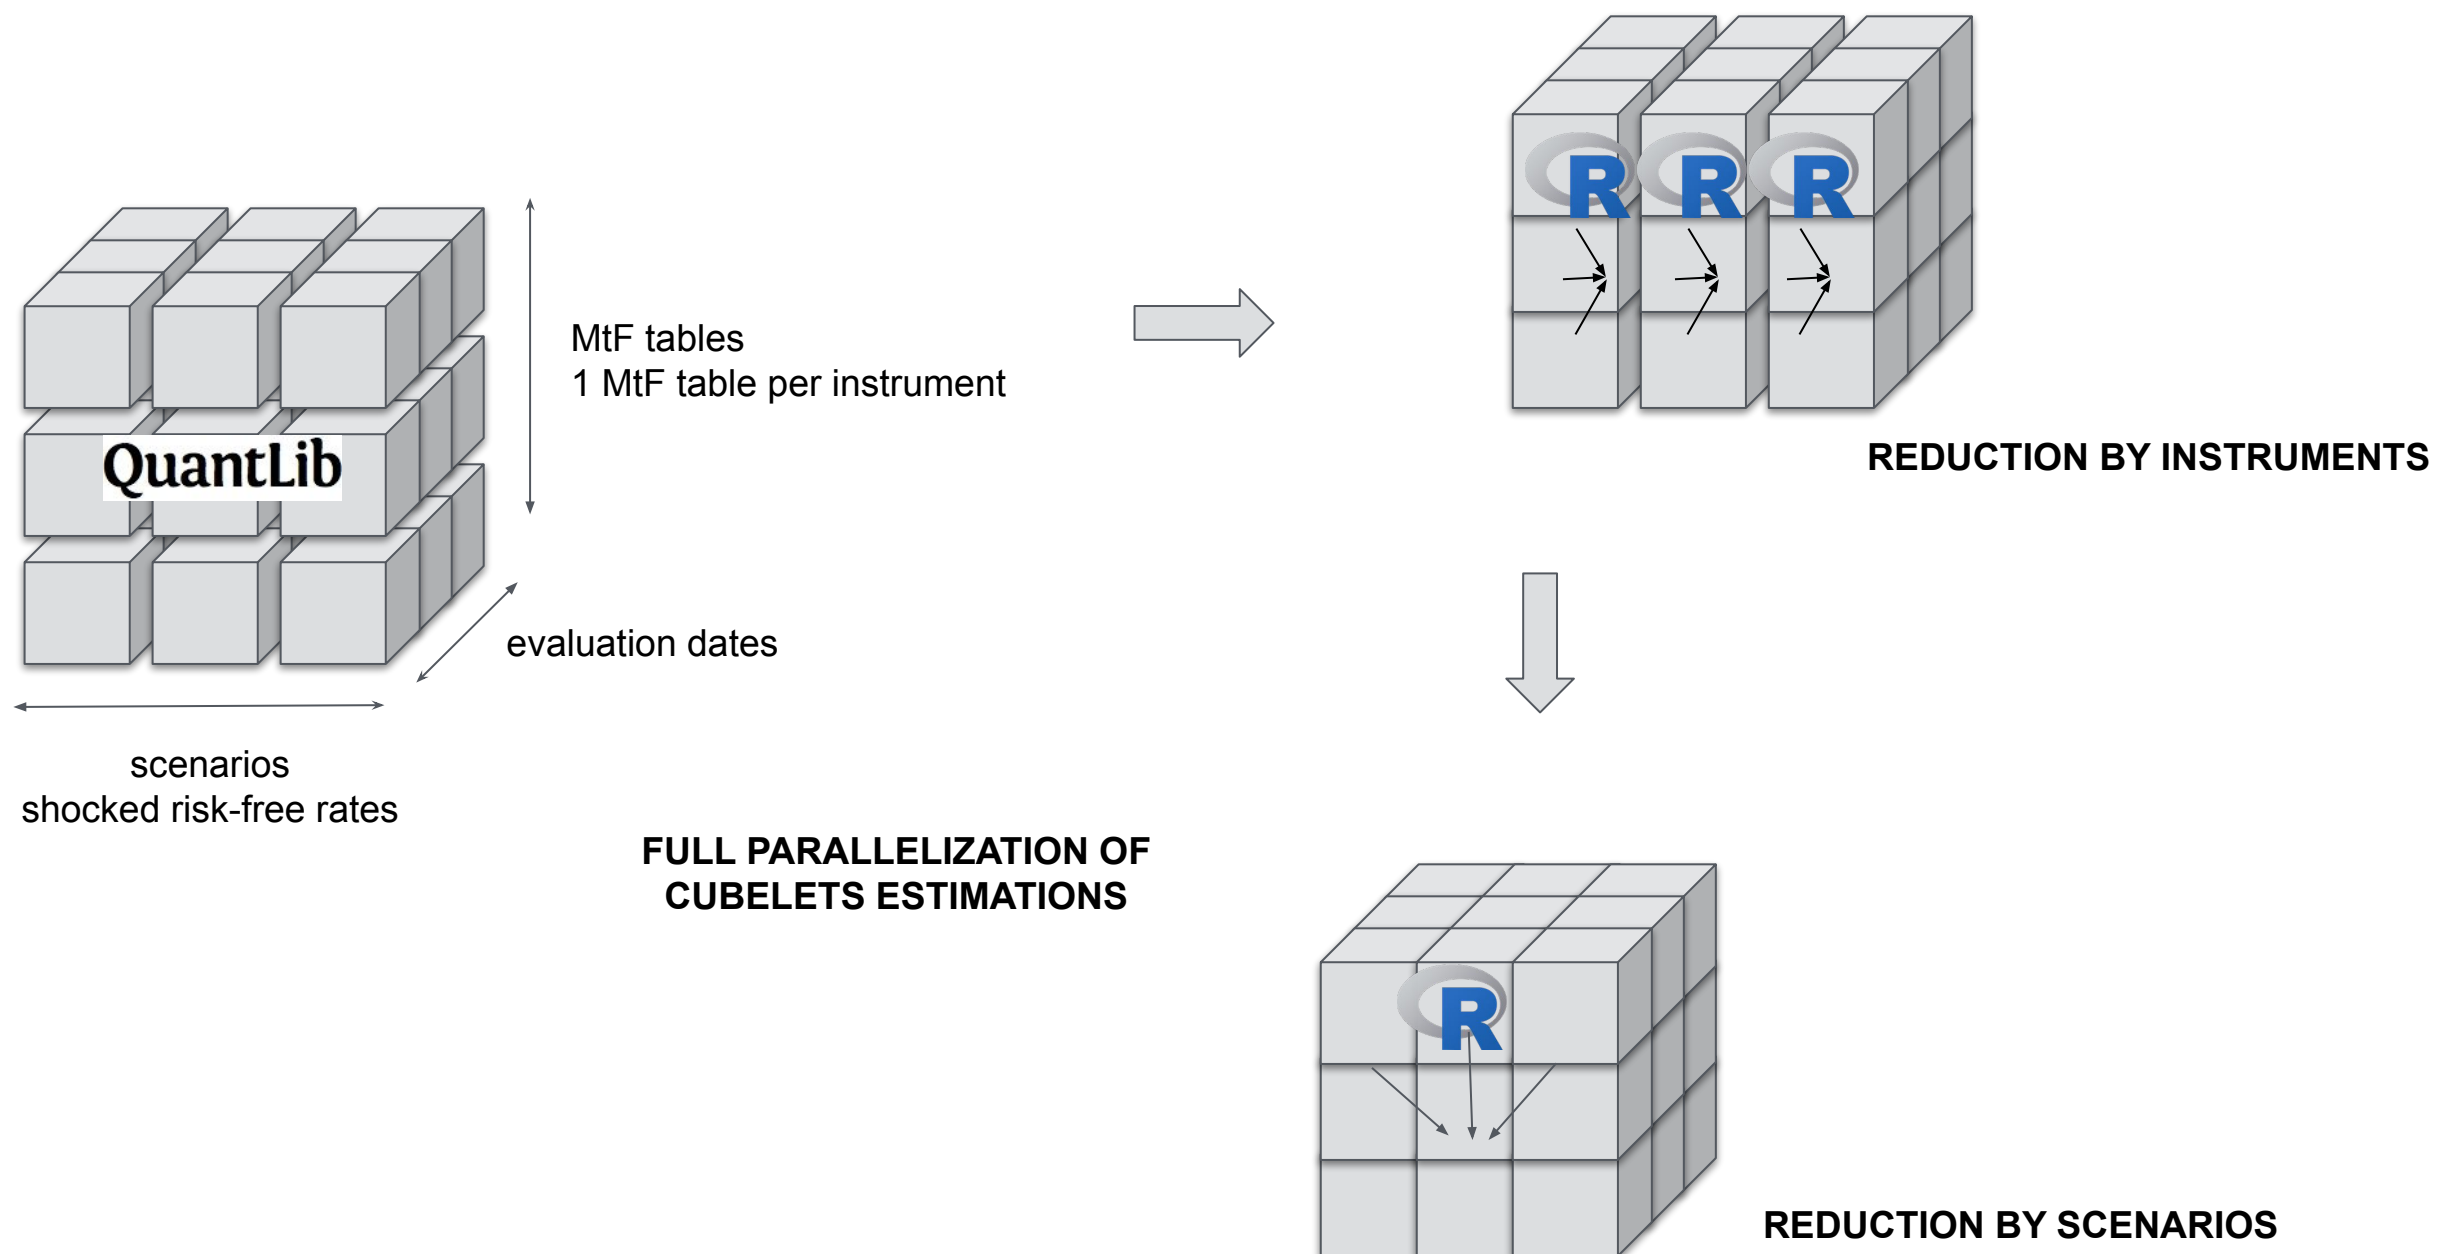 R R R
MtF tables
1 MtF table per instrument
QuantLib
REDUCTION BY INSTRUMENTS
evaluation dates
scenarios
shocked risk-free rates
FULL PARALLELIZATION OF
CUBELETS ESTIMATIONS
R
REDUCTION BY SCENARIOS